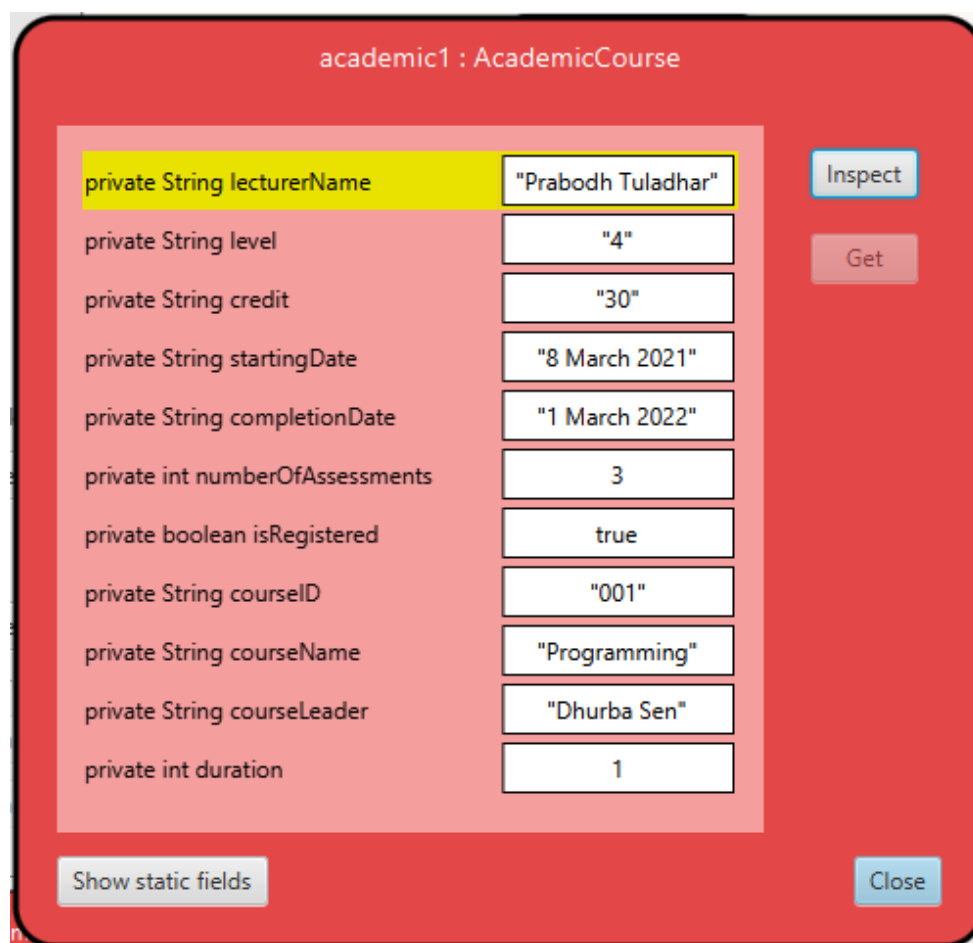 academic1 : AcademicCourse
private String lecturerName "Prabodh Tuladhar"
Inspect
private String level "4"
Get
private String credit "30"
private String startingDate "8 March 2021"
private String completionDate "1 March 2022"
private int numberOfAssessments 3
private boolean isRegistered true
private String courseID "001"
private String courseName "Programming"
private String courseLeader "Dhurba Sen"
private int duration 1
Show static fields
Close